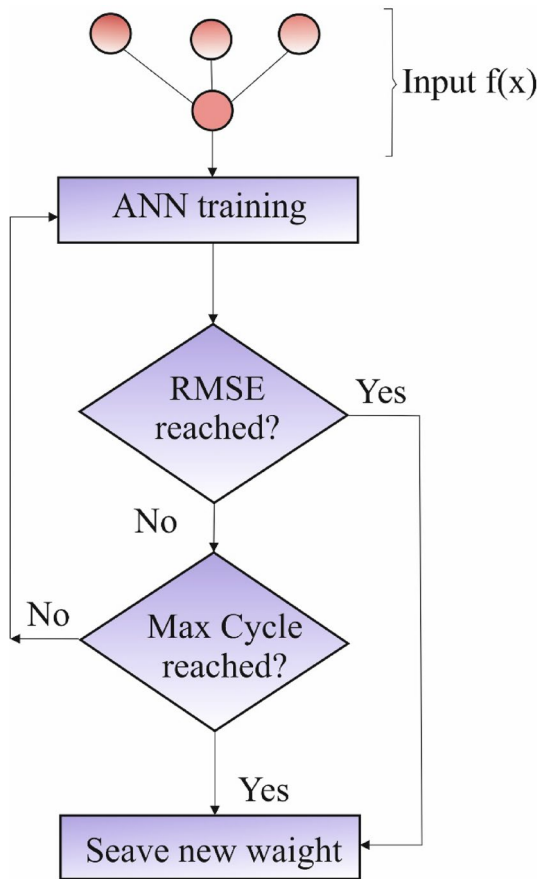 Input f(x)
ANN training
RMSE
reached?
Yes
No
Max Cycle
reached?
No
Yes
Seave new waight